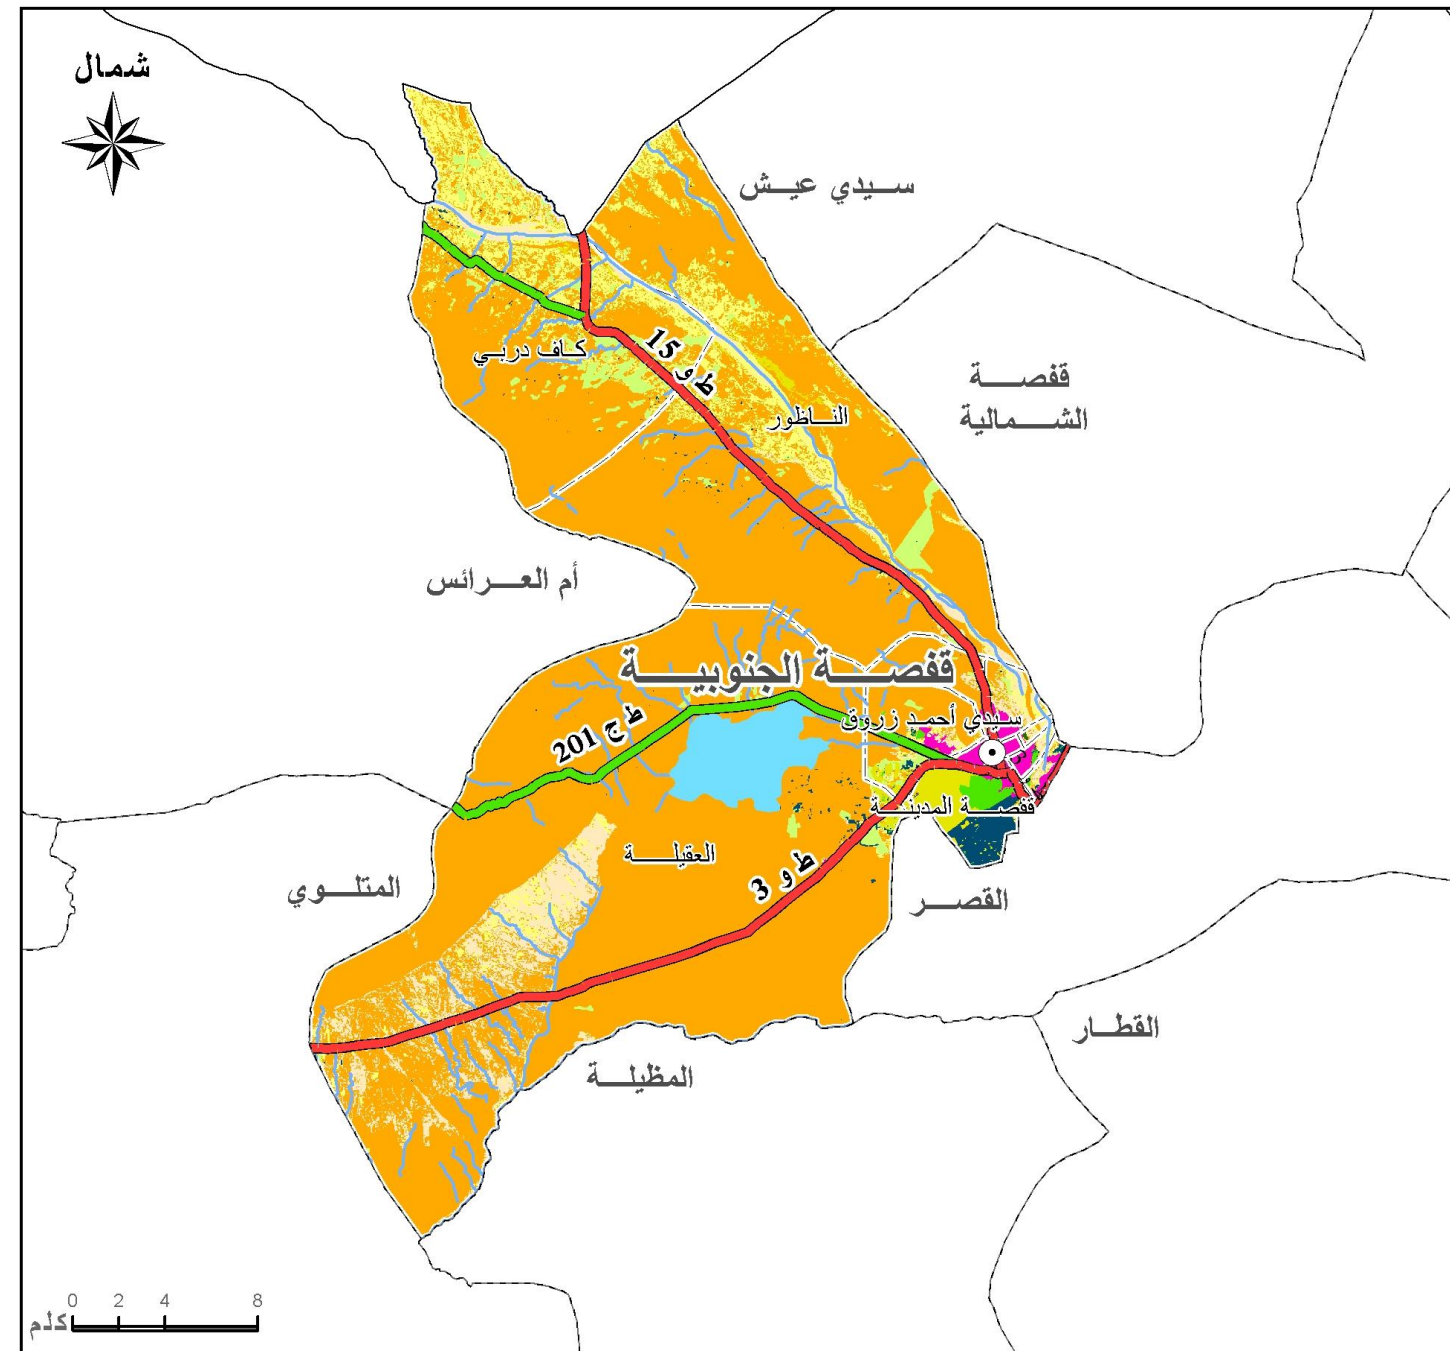 شمال
سيدي عيش
ط و 15
كاف دربي
قفصة
الشمالية
الناظور
أم العرائس
قفصة الجنوبية
سيدي أحمد زروق
ط ج 201
قفصة المدينة
العقيلة
ط و 3
المتلوي
القصر
القطار
المظيلة
0 2 4 8
كلم